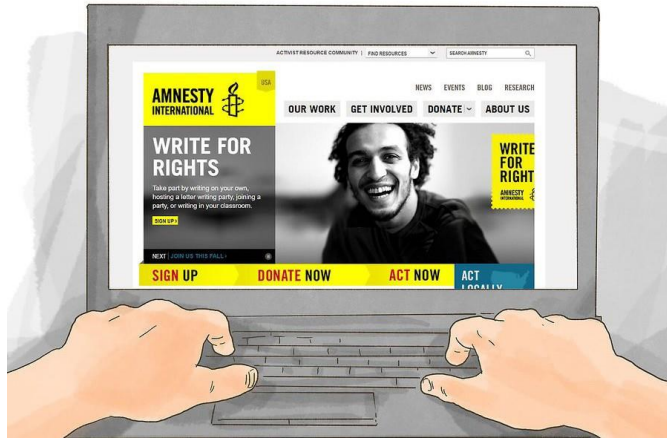 ACTIVIST RESOURCE COMMUNITY | FIND RESOURCES SEARCH AMNESTY
USA
AMNESTY
INTERNATIONAL
NEWS EVENTS BLOG RESEARCH
OUR WORK GET INVOLVED DONATE ABOUT US
WRITE FOR
RIGHTS
Take part by writing on your own,
hosting a letter writing party, joining a
party, or writing in your classroom.
SIGN UP
WRITE
FOR
RIGHT
AMNESTY
INTERNATIONAL
NEXT | JOIN US THIS FALL
SIGN UP DONATE NOW ACT NOW
ACT
LOCALLY